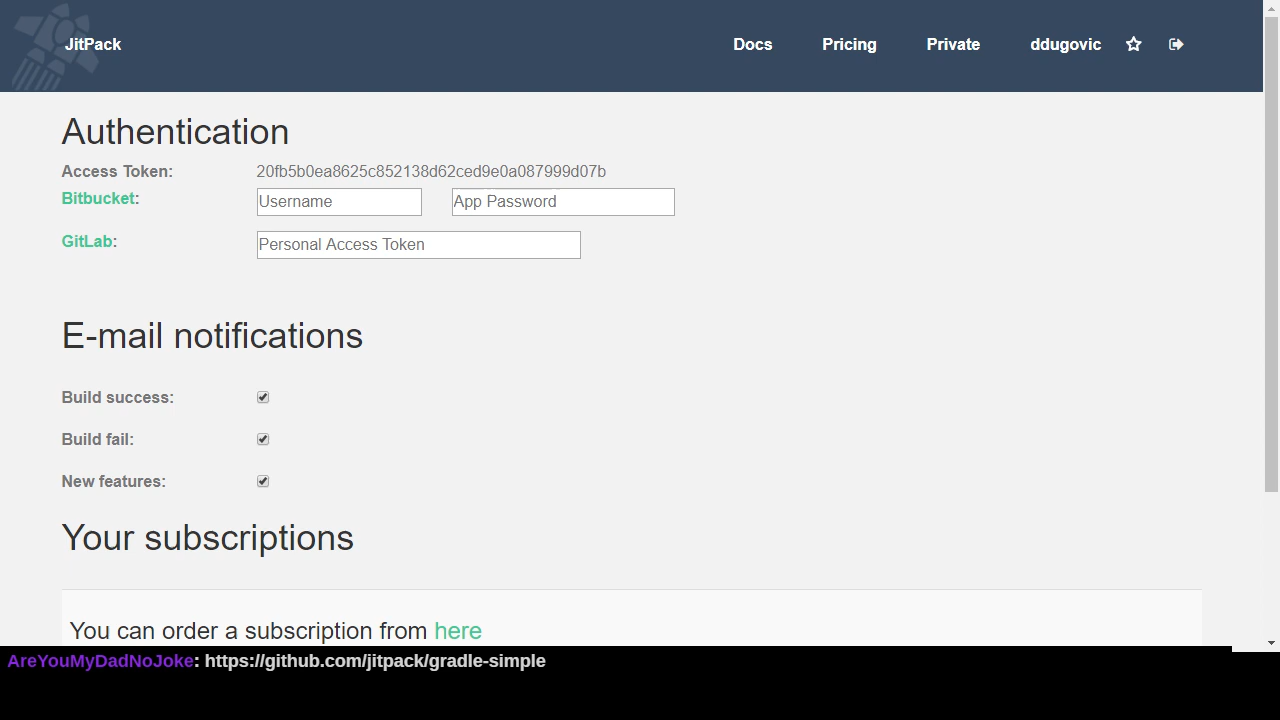 JitPack
Docs Pricing Private ddugovic
Authentication
Access Token: 20fb5b0ea8625c852138d62ced9e0a087999d07b
Bitbucket: Username App Password
GitLab: Personal Access Token
E-mail notifications
Build success:
Build fail:
New features:
Your subscriptions
You can order a subscription from here
AreYouMyDadNoJoke: https://github.com/jitpack/gradle-simple